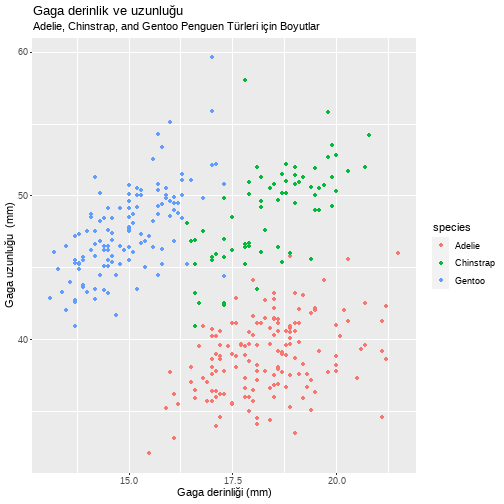 Gaga derinlik ve uzunluğu
Adelie, Chinstrap, and Gentoo Penguen Türleri için Boyutlar
60
50
40
Gaga uzunluğu (mm)
15.0
17.5
20.0
Gaga derinliği (mm)
species
Adelie
Chinstrap
Gentoo